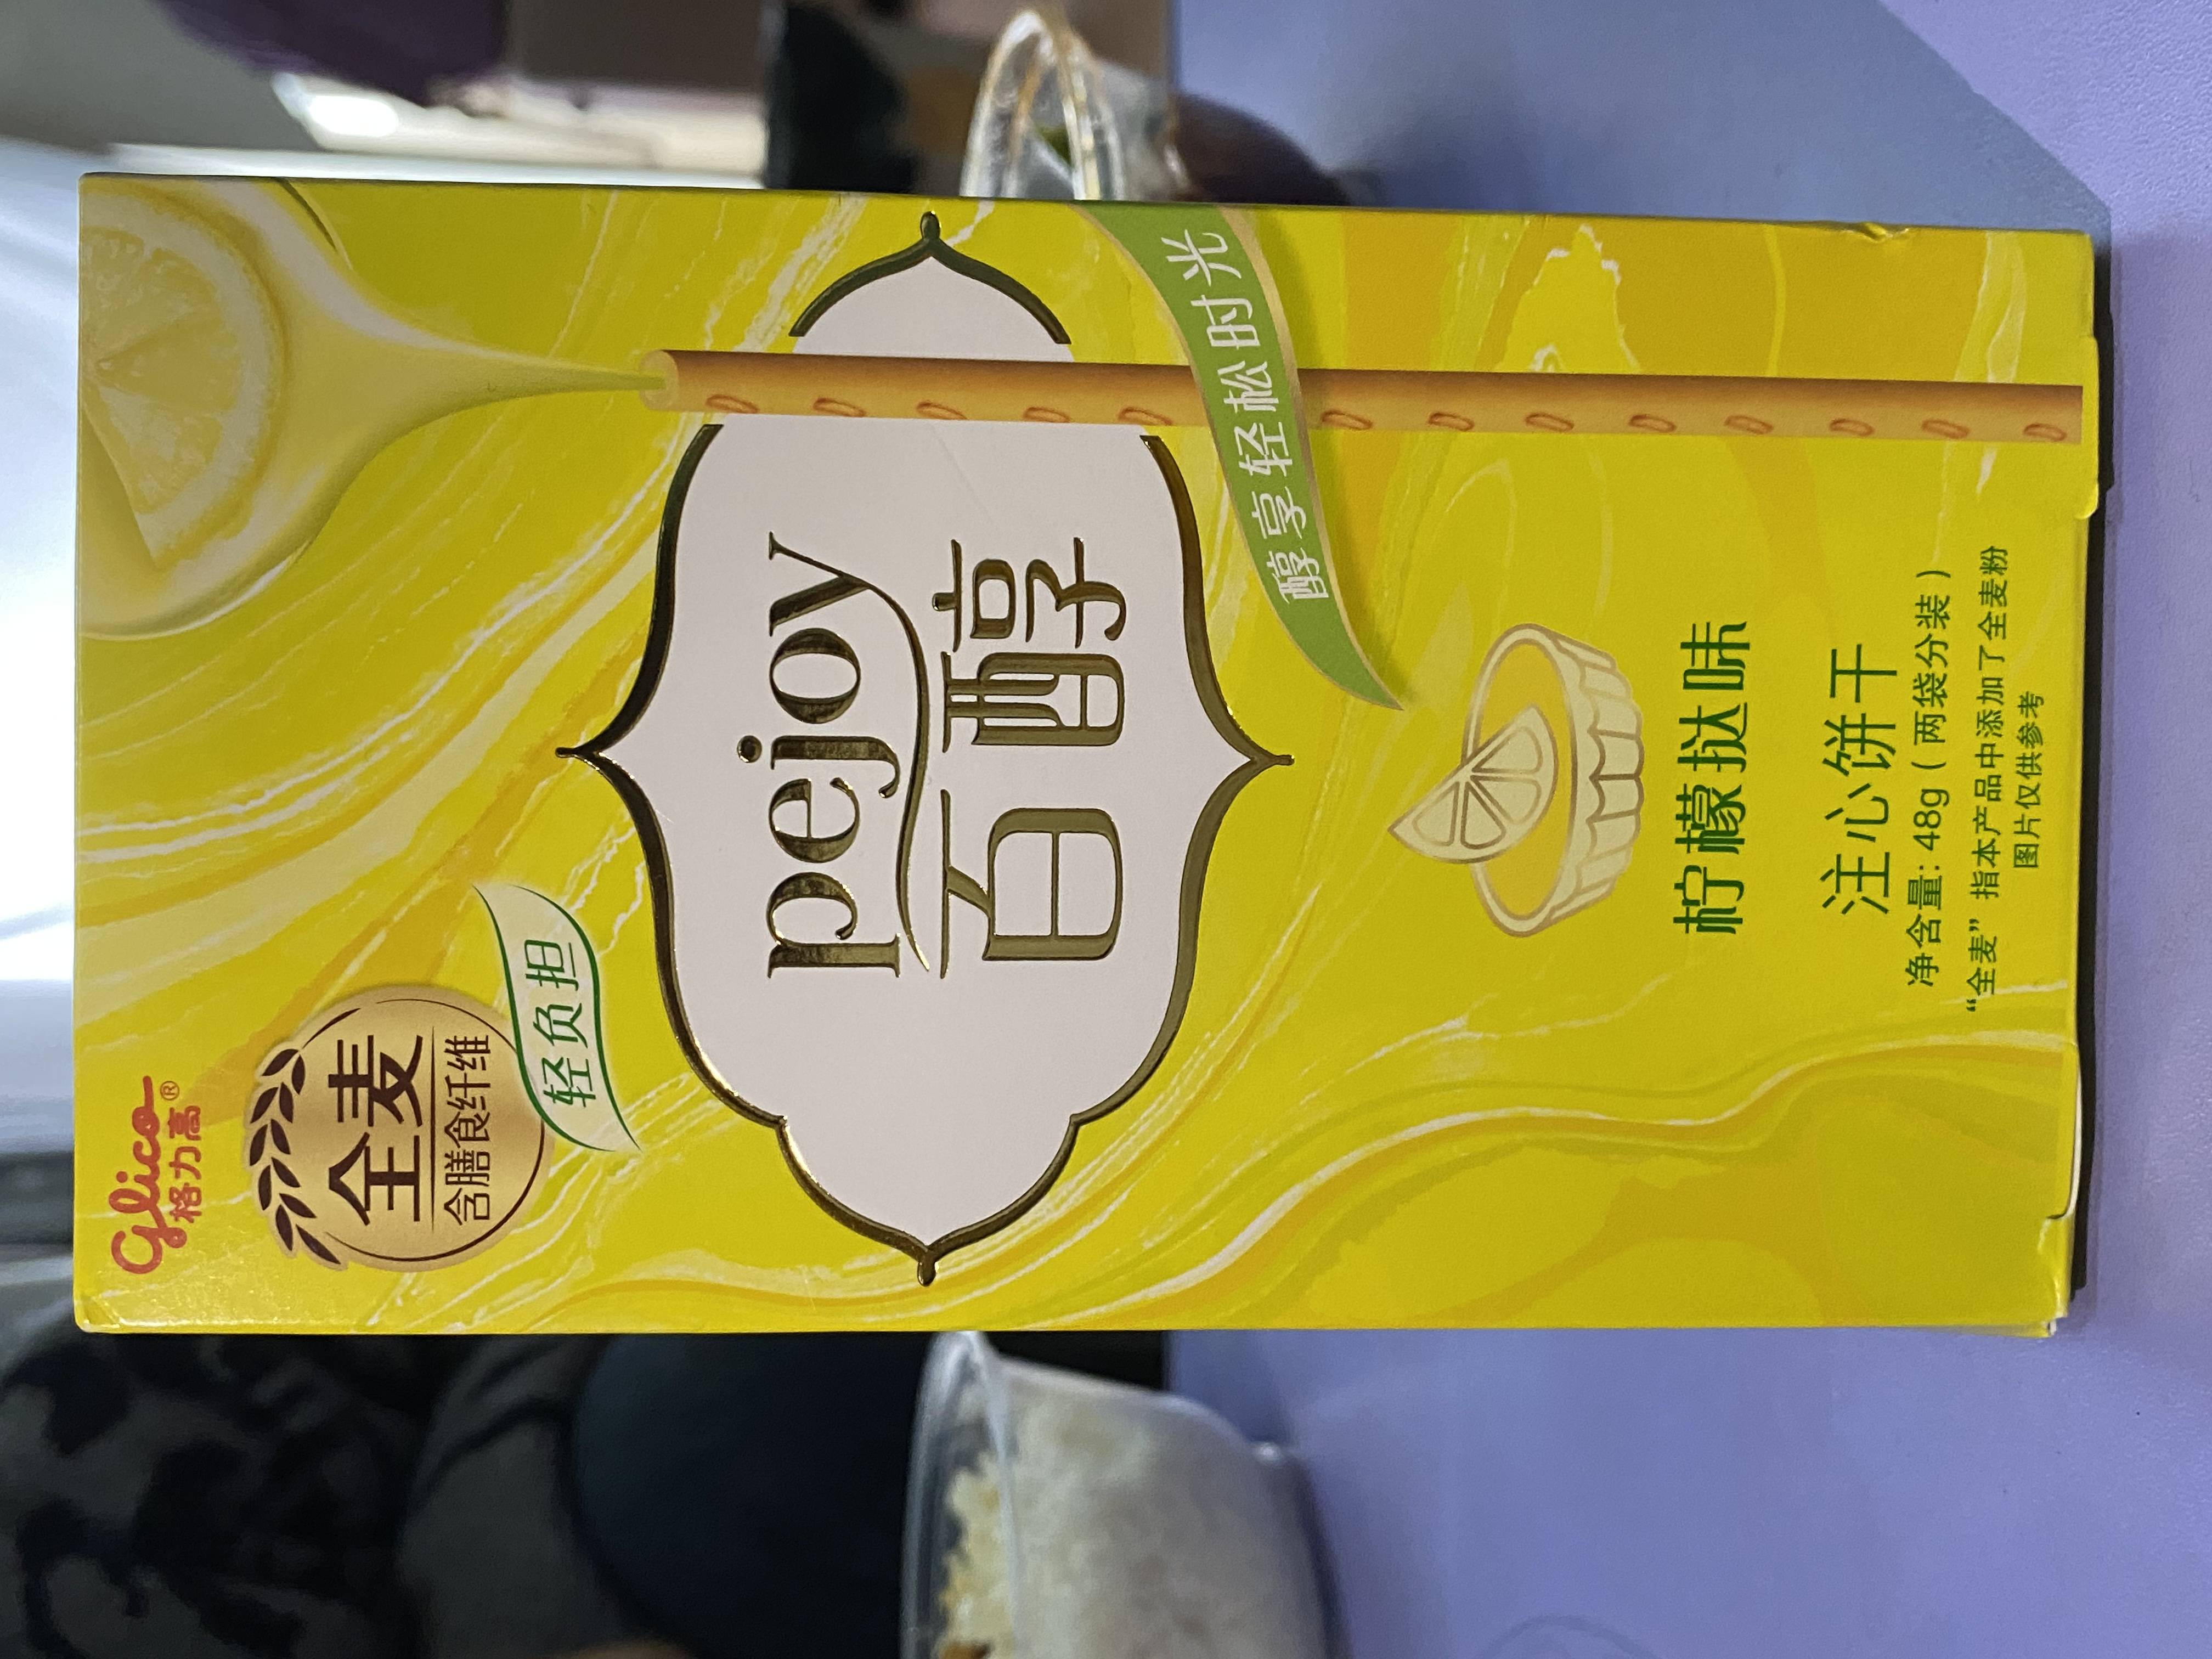 Glico®
格力高
全麦
含膳食纤维
轻负担
pejoy
百醇
醇享轻松时光
柠檬挞味
注心饼干
净含量: 48g（两袋分装）
“全麦”指本产品中添加了全麦粉
图片仅供参考